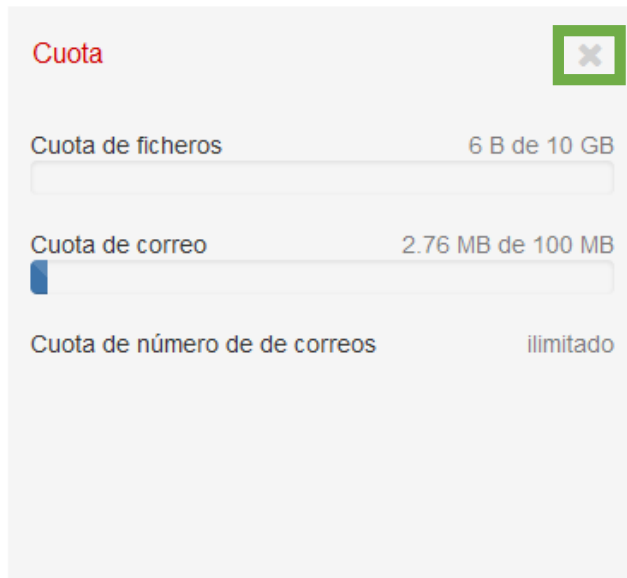 Cuota
Cuota de ficheros 6 B de 10 GB
Cuota de correo 2.76 MB de 100 MB
Cuota de número de de correos ilimitado